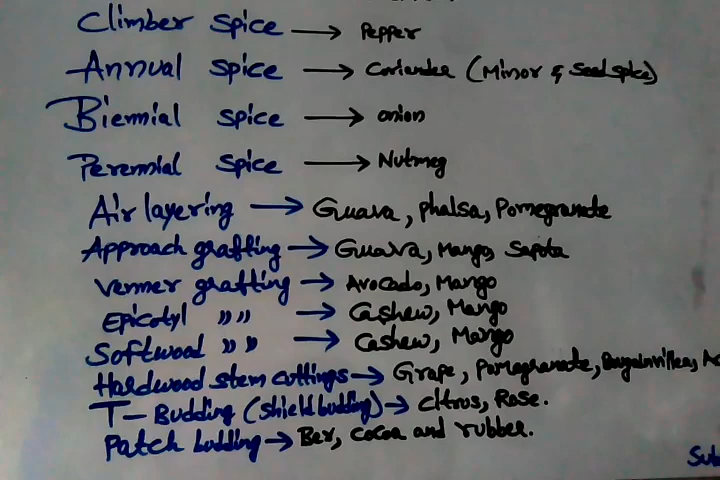 Climber spice → Pepper
Annual spice → Coriander (Minor & Seed spice)
Biennial spice → onion
Perennial spice → Nutmeg
Air layering → Guava, phalsa, Pomegranate
Approach grafting → Guava, Mango, Sapota
Venner grafting → Avocado, Mango
Epicotyl ,, ,, → Cashew, Mango
Softwood ,, ,, → Cashew, Mango
Hardwood stem cuttings → Grape, Pomegranate, Bougainvillea,
T- Budding (shield budding) → citrus, Rose.
Patch budding → Ber, cocoa and rubber.